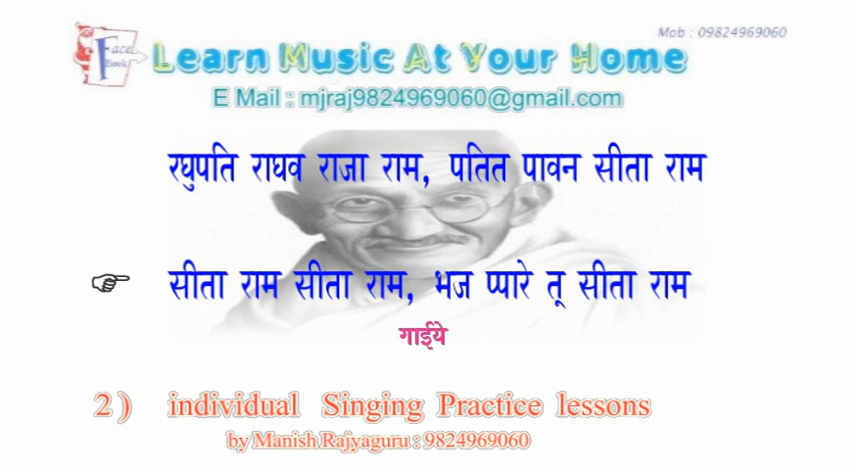 Mob : 09824969060
Face Book
Learn Music At Your Home
E Mail : mjraj9824969060@gmail.com
रघुपति राघव राजा राम, पतित पावन सीता राम
सीता राम सीता राम, भज प्यारे तू सीता राम
गाईये
2 ) individual Singing Practice lessons
by Manish Rajyaguru : 9824969060